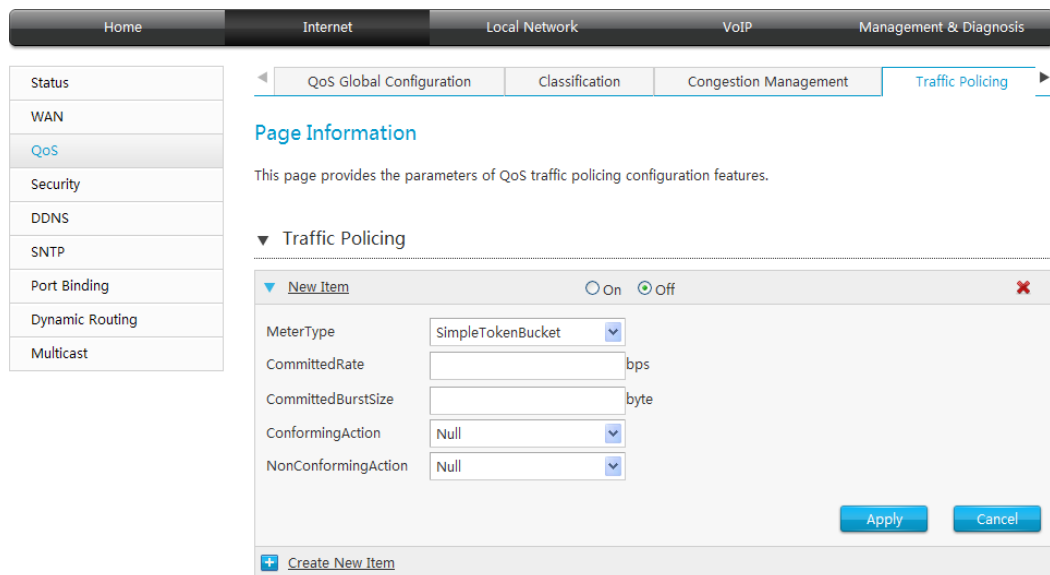 Home Internet Local Network VoIP Management & Diagnosis
Status
WAN
QoS
Security
DDNS
SNTP
Port Binding
Dynamic Routing
Multicast
QoS Global Configuration Classification Congestion Management Traffic Policing
Page Information
This page provides the parameters of QoS traffic policing configuration features.
Traffic Policing
New Item On Off
MeterType SimpleTokenBucket
CommittedRate bps
CommittedBurstSize byte
ConformingAction Null
NonConformingAction Null
Apply Cancel
Create New Item